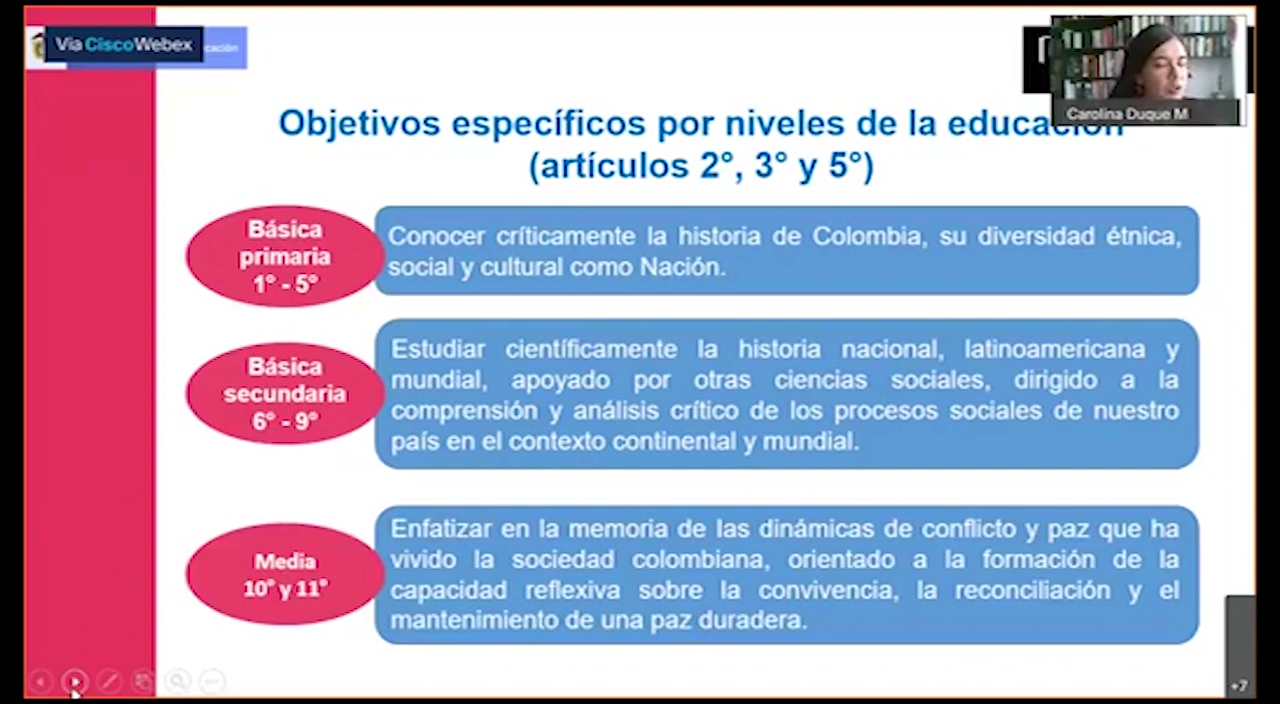 Vía CiscoWebex
cación
Carolina Duque M
Objetivos específicos por niveles de la educación
(artículos 2°, 3° y 5°)
Básica
primaria
1° - 5°
Conocer críticamente la historia de Colombia, su diversidad étnica,
social y cultural como Nación.
Básica
secundaria
6° - 9°
Estudiar científicamente la historia nacional, latinoamericana y
mundial, apoyado por otras ciencias sociales, dirigido a la
comprensión y análisis crítico de los procesos sociales de nuestro
país en el contexto continental y mundial.
Media
10° y 11°
Enfatizar en la memoria de las dinámicas de conflicto y paz que ha
vivido la sociedad colombiana, orientado a la formación de la
capacidad reflexiva sobre la convivencia, la reconciliación y el
mantenimiento de una paz duradera.
+7